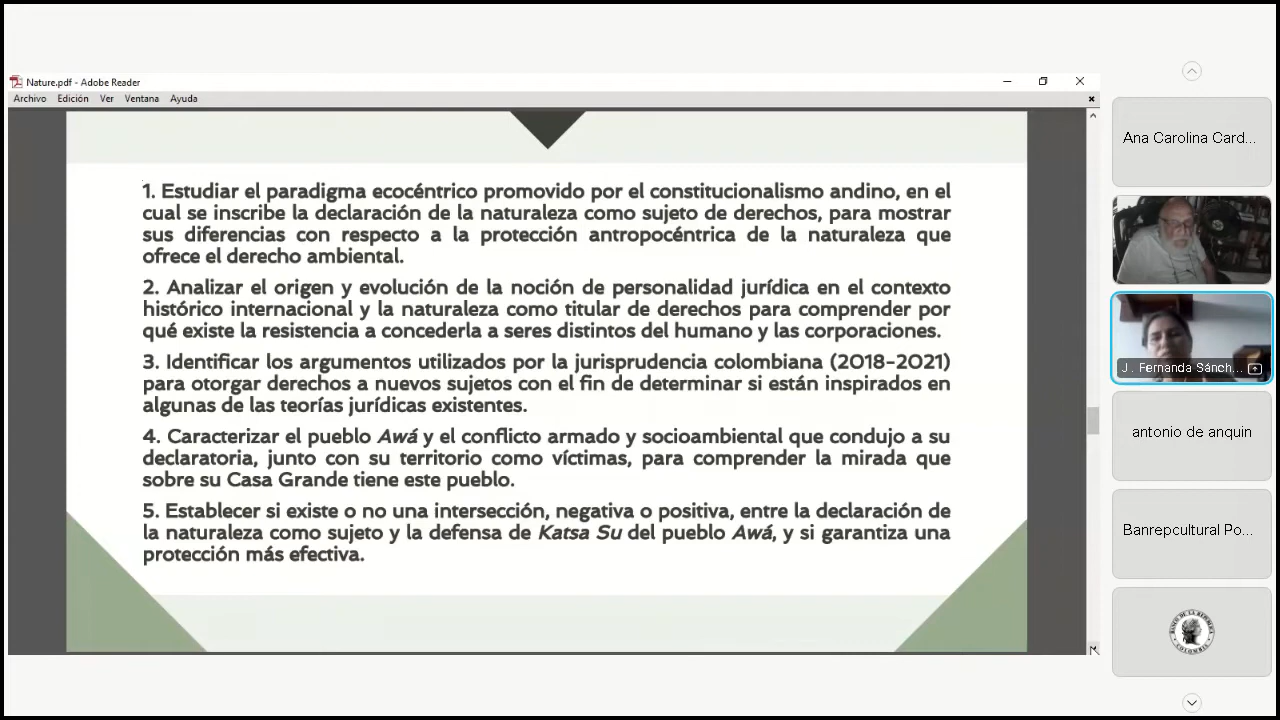 Nature.pdf - Adobe Reader
Archivo Edición Ver Ventana Ayuda
1. Estudiar el paradigma ecocéntrico promovido por el constitucionalismo andino, en el
cual se inscribe la declaración de la naturaleza como sujeto de derechos, para mostrar
sus diferencias con respecto a la protección antropocéntrica de la naturaleza que
ofrece el derecho ambiental.
2. Analizar el origen y evolución de la noción de personalidad jurídica en el contexto
histórico internacional y la naturaleza como titular de derechos para comprender por
qué existe la resistencia a concederla a seres distintos del humano y las corporaciones.
3. Identificar los argumentos utilizados por la jurisprudencia colombiana (2018-2021)
para otorgar derechos a nuevos sujetos con el fin de determinar si están inspirados en
algunas de las teorías jurídicas existentes.
4. Caracterizar el pueblo Awá y el conflicto armado y socioambiental que condujo a su
declaratoria, junto con su territorio como víctimas, para comprender la mirada que
sobre su Casa Grande tiene este pueblo.
5. Establecer si existe o no una intersección, negativa o positiva, entre la declaración de
la naturaleza como sujeto y la defensa de Katsa Su del pueblo Awá, y si garantiza una
protección más efectiva.
Ana Carolina Card...
J.. Fernanda Sánch...
antonio de anquin
Banrepcultural Po...
BANCO DE LA REPÚBLICA
COLOMBIA